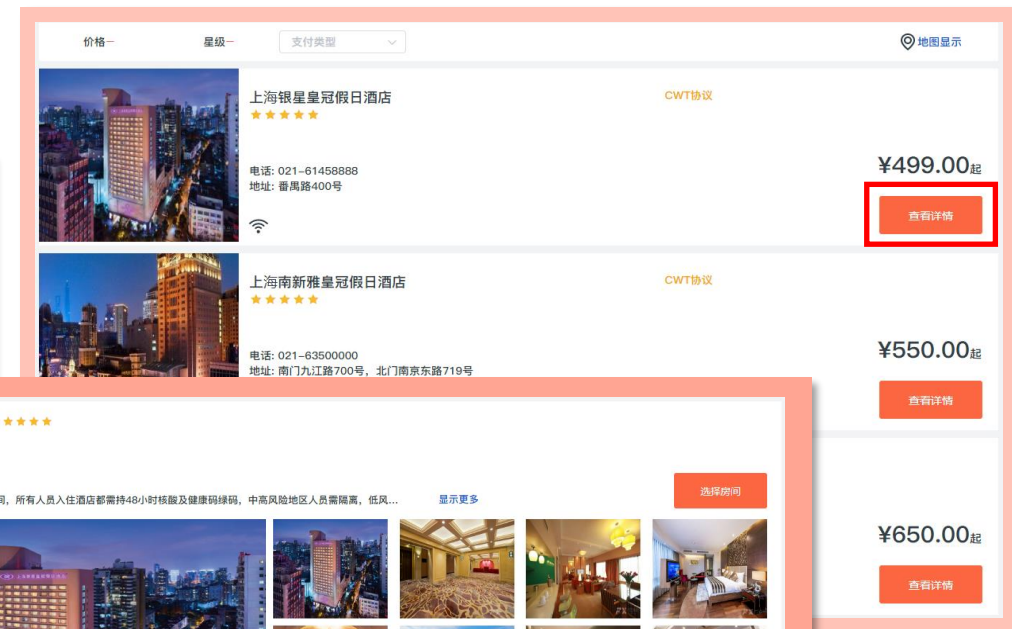 价格— 星级— 支付类型 地图显示
上海银星皇冠假日酒店 CWT协议
电话: 021-61458888
地址: 番禺路400号
¥499.00起
查看详情
上海南新雅皇冠假日酒店 CWT协议
电话: 021-63500000
地址: 南门九江路700号，北门南京东路719号
¥550.00起
查看详情
¥650.00起
查看详情
选择房间
间，所有人员入住酒店都需持48小时核酸及健康码绿码，中高风险地区人员需隔离，低风... 显示更多